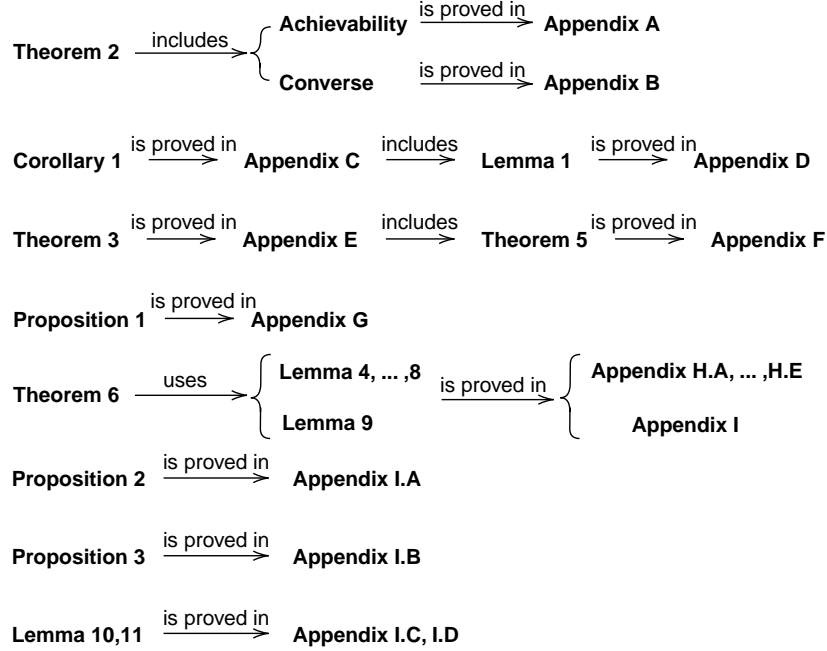 Theorem 2 includes Achievability is proved in Appendix A
Converse is proved in Appendix B
Corollary 1 is proved in Appendix C includes Lemma 1 is proved in Appendix D
Theorem 3 is proved in Appendix E includes Theorem 5 is proved in Appendix F
Proposition 1 is proved in Appendix G
Theorem 6 uses Lemma 4, ... ,8 is proved in Appendix H.A, ... ,H.E
Lemma 9 Appendix I
Proposition 2 is proved in Appendix I.A
Proposition 3 is proved in Appendix I.B
Lemma 10,11 is proved in Appendix I.C, I.D